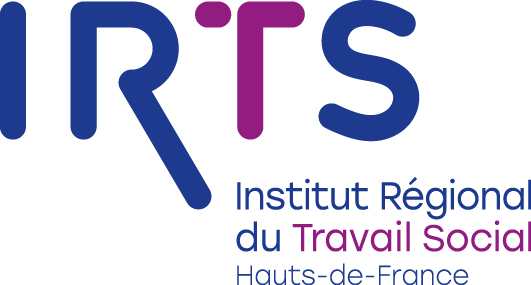 IRTS
Institut Régional
du Travail Social
Hauts-de-France